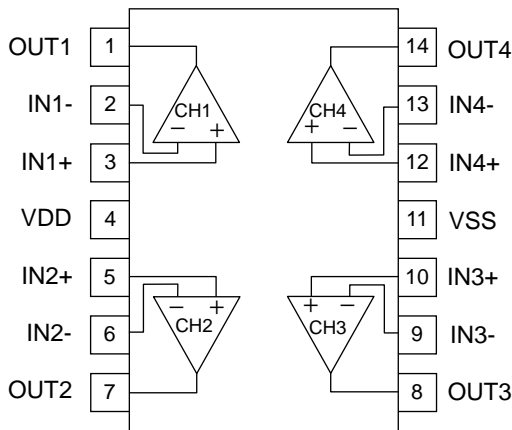 OUT1 1 14 OUT4
IN1- 2 CH1 CH4 13 IN4-
− + + −
IN1+ 3 12 IN4+
VDD 4 11 VSS
IN2+ 5 10 IN3+
− + + −
IN2- 6 CH2 CH3 9 IN3-
OUT2 7 8 OUT3